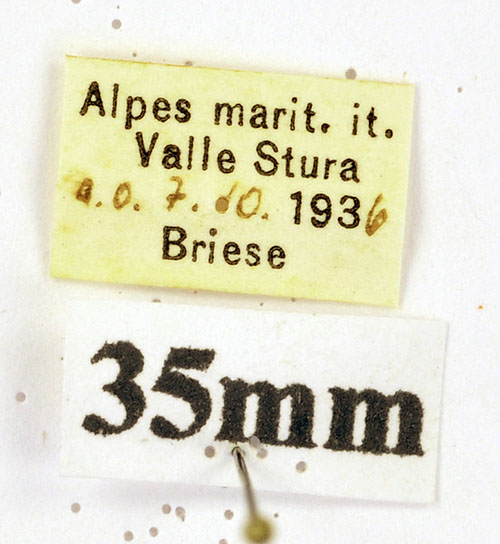 Alpes marit. it.
Valle Stura
a.o. 7. 10. 1936
Briese
35mm